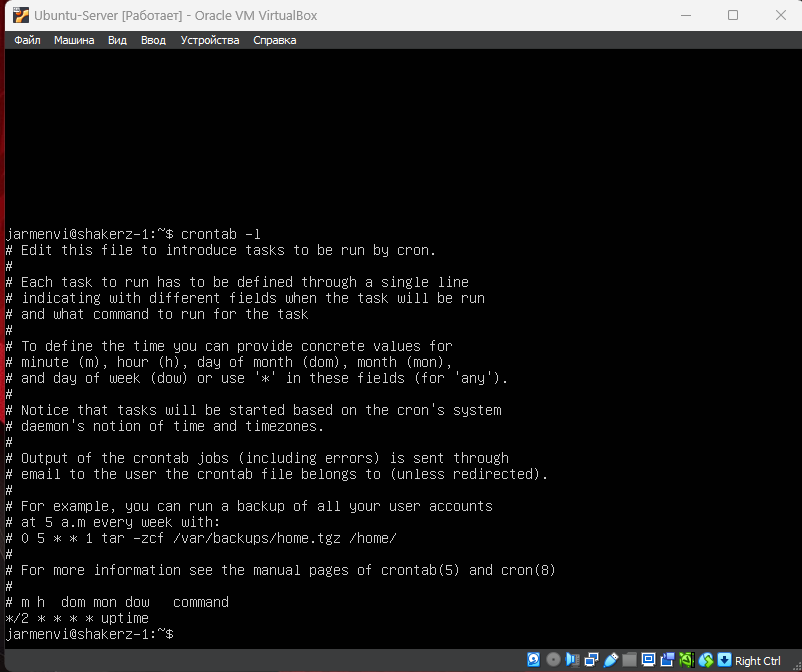 Ubuntu-Server [Работает] - Oracle VM VirtualBox
Файл Машина Вид Ввод Устройства Справка
jarmenvi@shakerz-1:~$ crontab -l
# Edit this file to introduce tasks to be run by cron.
#
# Each task to run has to be defined through a single line
# indicating with different fields when the task will be run
# and what command to run for the task
#
# To define the time you can provide concrete values for
# minute (m), hour (h), day of month (dom), month (mon),
# and day of week (dow) or use '*' in these fields (for 'any').
#
# Notice that tasks will be started based on the cron's system
# daemon's notion of time and timezones.
#
# Output of the crontab jobs (including errors) is sent through
# email to the user the crontab file belongs to (unless redirected).
#
# For example, you can run a backup of all your user accounts
# at 5 a.m every week with:
# 0 5 * * 1 tar -zcf /var/backups/home.tgz /home/
#
# For more information see the manual pages of crontab(5) and cron(8)
#
# m h  dom mon dow   command
*/2 * * * * uptime
jarmenvi@shakerz-1:~$
Right Ctrl